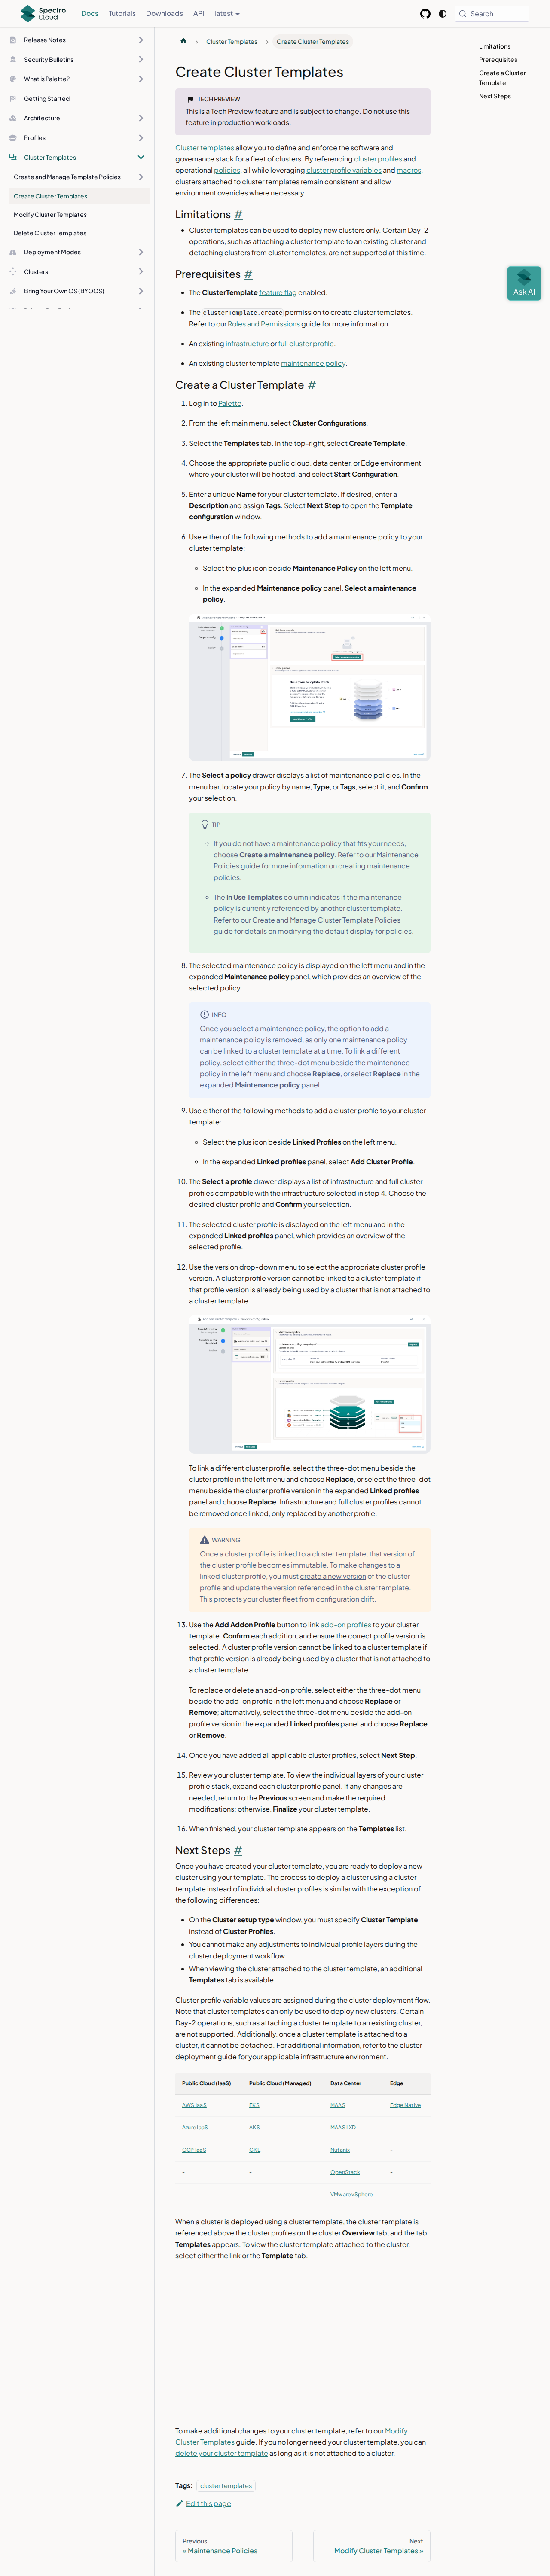 Spectro Cloud
Docs
Tutorials
Downloads
API
latest
Search
Release Notes
Security Bulletins
What is Palette?
Getting Started
Architecture
Profiles
Cluster Templates
Create and Manage Template Policies
Create Cluster Templates
Modify Cluster Templates
Delete Cluster Templates
Deployment Modes
Clusters
Bring Your Own OS (BYOOS)
Cluster Templates
Create Cluster Templates
Limitations
Prerequisites
Create a Cluster
Template
Next Steps
Ask AI
Create Cluster Templates
TECH PREVIEW
This is a Tech Preview feature and is subject to change. Do not use this
feature in production workloads.
Cluster templates allow you to define and enforce the software and
governance stack for a fleet of clusters. By referencing cluster profiles and
operational policies, all while leveraging cluster profile variables and macros,
clusters attached to cluster templates remain consistent and allow
environment overrides where necessary.
Limitations #
Cluster templates can be used to deploy new clusters only. Certain Day-2
operations, such as attaching a cluster template to an existing cluster and
detaching clusters from cluster templates, are not supported at this time.
Prerequisites #
The ClusterTemplate feature flag enabled.
The clusterTemplate.create permission to create cluster templates.
Refer to our Roles and Permissions guide for more information.
An existing infrastructure or full cluster profile.
An existing cluster template maintenance policy.
Create a Cluster Template #
1. Log in to Palette.
2. From the left main menu, select Cluster Configurations.
3. Select the Templates tab. In the top-right, select Create Template.
4. Choose the appropriate public cloud, data center, or Edge environment
where your cluster will be hosted, and select Start Configuration.
5. Enter a unique Name for your cluster template. If desired, enter a
Description and assign Tags. Select Next Step to open the Template
configuration window.
6. Use either of the following methods to add a maintenance policy to your
cluster template:
Select the plus icon beside Maintenance Policy on the left menu.
In the expanded Maintenance policy panel, Select a maintenance
policy.
Build your template stack
7. The Select a policy drawer displays a list of maintenance policies. In the
menu bar, locate your policy by name, Type, or Tags, select it, and Confirm
your selection.
TIP
If you do not have a maintenance policy that fits your needs,
choose Create a maintenance policy. Refer to our Maintenance
Policies guide for more information on creating maintenance
policies.
The In Use Templates column indicates if the maintenance
policy is currently referenced by another cluster template.
Refer to our Create and Manage Cluster Template Policies
guide for details on modifying the default display for policies.
8. The selected maintenance policy is displayed on the left menu and in the
expanded Maintenance policy panel, which provides an overview of the
selected policy.
INFO
Once you select a maintenance policy, the option to add a
maintenance policy is removed, as only one maintenance policy
can be linked to a cluster template at a time. To link a different
policy, select either the three-dot menu beside the maintenance
policy in the left menu and choose Replace, or select Replace in the
expanded Maintenance policy panel.
9. Use either of the following methods to add a cluster profile to your cluster
template:
Select the plus icon beside Linked Profiles on the left menu.
In the expanded Linked profiles panel, select Add Cluster Profile.
10. The Select a profile drawer displays a list of infrastructure and full cluster
profiles compatible with the infrastructure selected in step 4. Choose the
desired cluster profile and Confirm your selection.
11. The selected cluster profile is displayed on the left menu and in the
expanded Linked profiles panel, which provides an overview of the
selected profile.
12. Use the version drop-down menu to select the appropriate cluster profile
version. A cluster profile version cannot be linked to a cluster template if
that profile version is already being used by a cluster that is not attached to
a cluster template.
To link a different cluster profile, select the three-dot menu beside the
cluster profile in the left menu and choose Replace, or select the three-dot
menu beside the cluster profile version in the expanded Linked profiles
panel and choose Replace. Infrastructure and full cluster profiles cannot
be removed once linked, only replaced by another profile.
WARNING
Once a cluster profile is linked to a cluster template, that version of
the cluster profile becomes immutable. To make changes to a
linked cluster profile, you must create a new version of the cluster
profile and update the version referenced in the cluster template.
This protects your cluster fleet from configuration drift.
13. Use the Add Addon Profile button to link add-on profiles to your cluster
template. Confirm each addition, and ensure the correct profile version is
selected. A cluster profile version cannot be linked to a cluster template if
that profile version is already being used by a cluster that is not attached to
a cluster template.
To replace or delete an add-on profile, select either the three-dot menu
beside the add-on profile in the left menu and choose Replace or
Remove; alternatively, select the three-dot menu beside the add-on
profile version in the expanded Linked profiles panel and choose Replace
or Remove.
14. Once you have added all applicable cluster profiles, select Next Step.
15. Review your cluster template. To view the individual layers of your cluster
profile stack, expand each cluster profile panel. If any changes are
needed, return to the Previous screen and make the required
modifications; otherwise, Finalize your cluster template.
16. When finished, your cluster template appears on the Templates list.
Next Steps #
Once you have created your cluster template, you are ready to deploy a new
cluster using your template. The process to deploy a cluster using a cluster
template instead of individual cluster profiles is similar with the exception of
the following differences:
On the Cluster setup type window, you must specify Cluster Template
instead of Cluster Profiles.
You cannot make any adjustments to individual profile layers during the
cluster deployment workflow.
When viewing the cluster attached to the cluster template, an additional
Templates tab is available.
Cluster profile variable values are assigned during the cluster deployment flow.
Note that cluster templates can only be used to deploy new clusters. Certain
Day-2 operations, such as attaching a cluster template to an existing cluster,
are not supported. Additionally, once a cluster template is attached to a
cluster, it cannot be detached. For additional information, refer to the cluster
deployment guide for your applicable infrastructure environment.
Public Cloud (IaaS) Public Cloud (Managed) Data Center Edge
AWS IaaS EKS MAAS Edge Native
Azure IaaS AKS MAAS LXD -
GCP IaaS GKE Nutanix -
- - OpenStack -
- - VMware vSphere -
When a cluster is deployed using a cluster template, the cluster template is
referenced above the cluster profiles on the cluster Overview tab, and the tab
Templates appears. To view the cluster template attached to the cluster,
select either the link or the Template tab.
To make additional changes to your cluster template, refer to our Modify
Cluster Templates guide. If you no longer need your cluster template, you can
delete your cluster template as long as it is not attached to a cluster.
Tags: cluster templates
Edit this page
Previous
« Maintenance Policies
Next
Modify Cluster Templates »